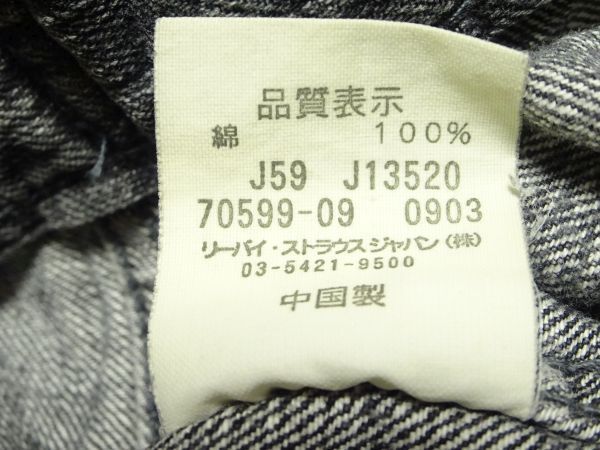 品質表示
綿 100%
J59 J13520
70599-09 0903
リーバイ・ストラウスジャパン(株)
03-5421-9500
中国製